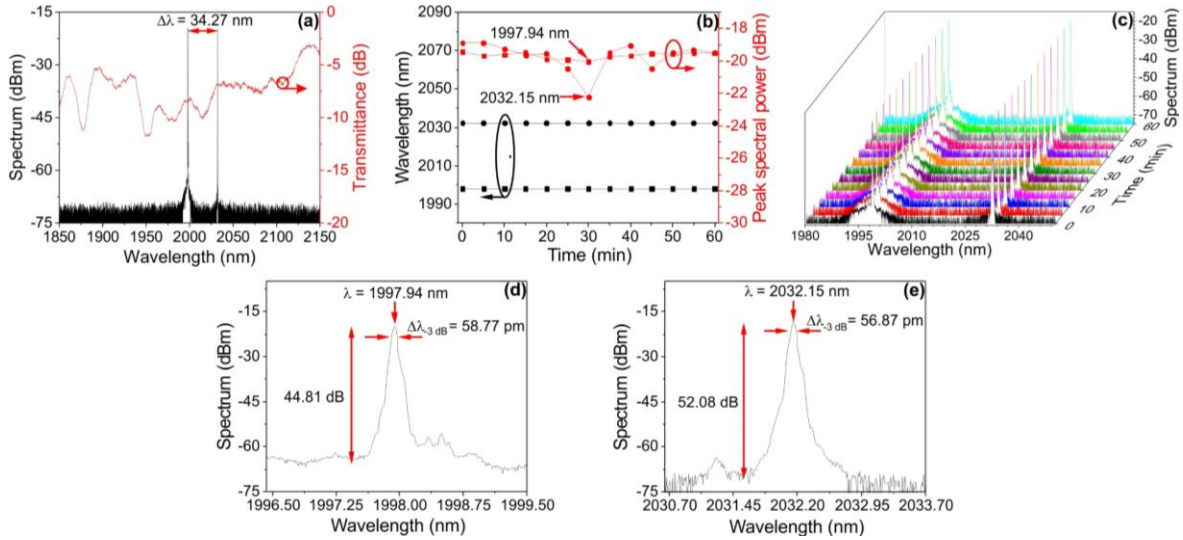 (a)
Δλ = 34.27 nm
Spectrum (dBm)
-15
-30
-45
-60
-75
0
-5
-10
-15
-20
Transmittance (dB)
1850 1900 1950 2000 2050 2100 2150
Wavelength (nm)
(b)
1997.94 nm
2032.15 nm
Wavelength (nm)
2090
2070
2050
2030
2010
1990
-18
-19
-20
-22
-24
-26
-28
-30
Peak spectral power (dBm)
0 10 20 30 40 50 60
Time (min)
(c)
-20
-30
-40
-50
-60
-70
Spectrum (dBm)
60
50
40
30
20
10
0
Time (min)
1980 1995 2010 2025 2040
Wavelength (nm)
(d)
λ = 1997.94 nm
Δλ-3 dB = 58.77 pm
44.81 dB
Spectrum (dBm)
-15
-30
-45
-60
-75
1996.50 1997.25 1998.00 1998.75 1999.50
Wavelength (nm)
(e)
λ = 2032.15 nm
Δλ-3 dB = 56.87 pm
52.08 dB
Spectrum (dBm)
-15
-30
-45
-60
-75
2030.70 2031.45 2032.20 2032.95 2033.70
Wavelength (nm)